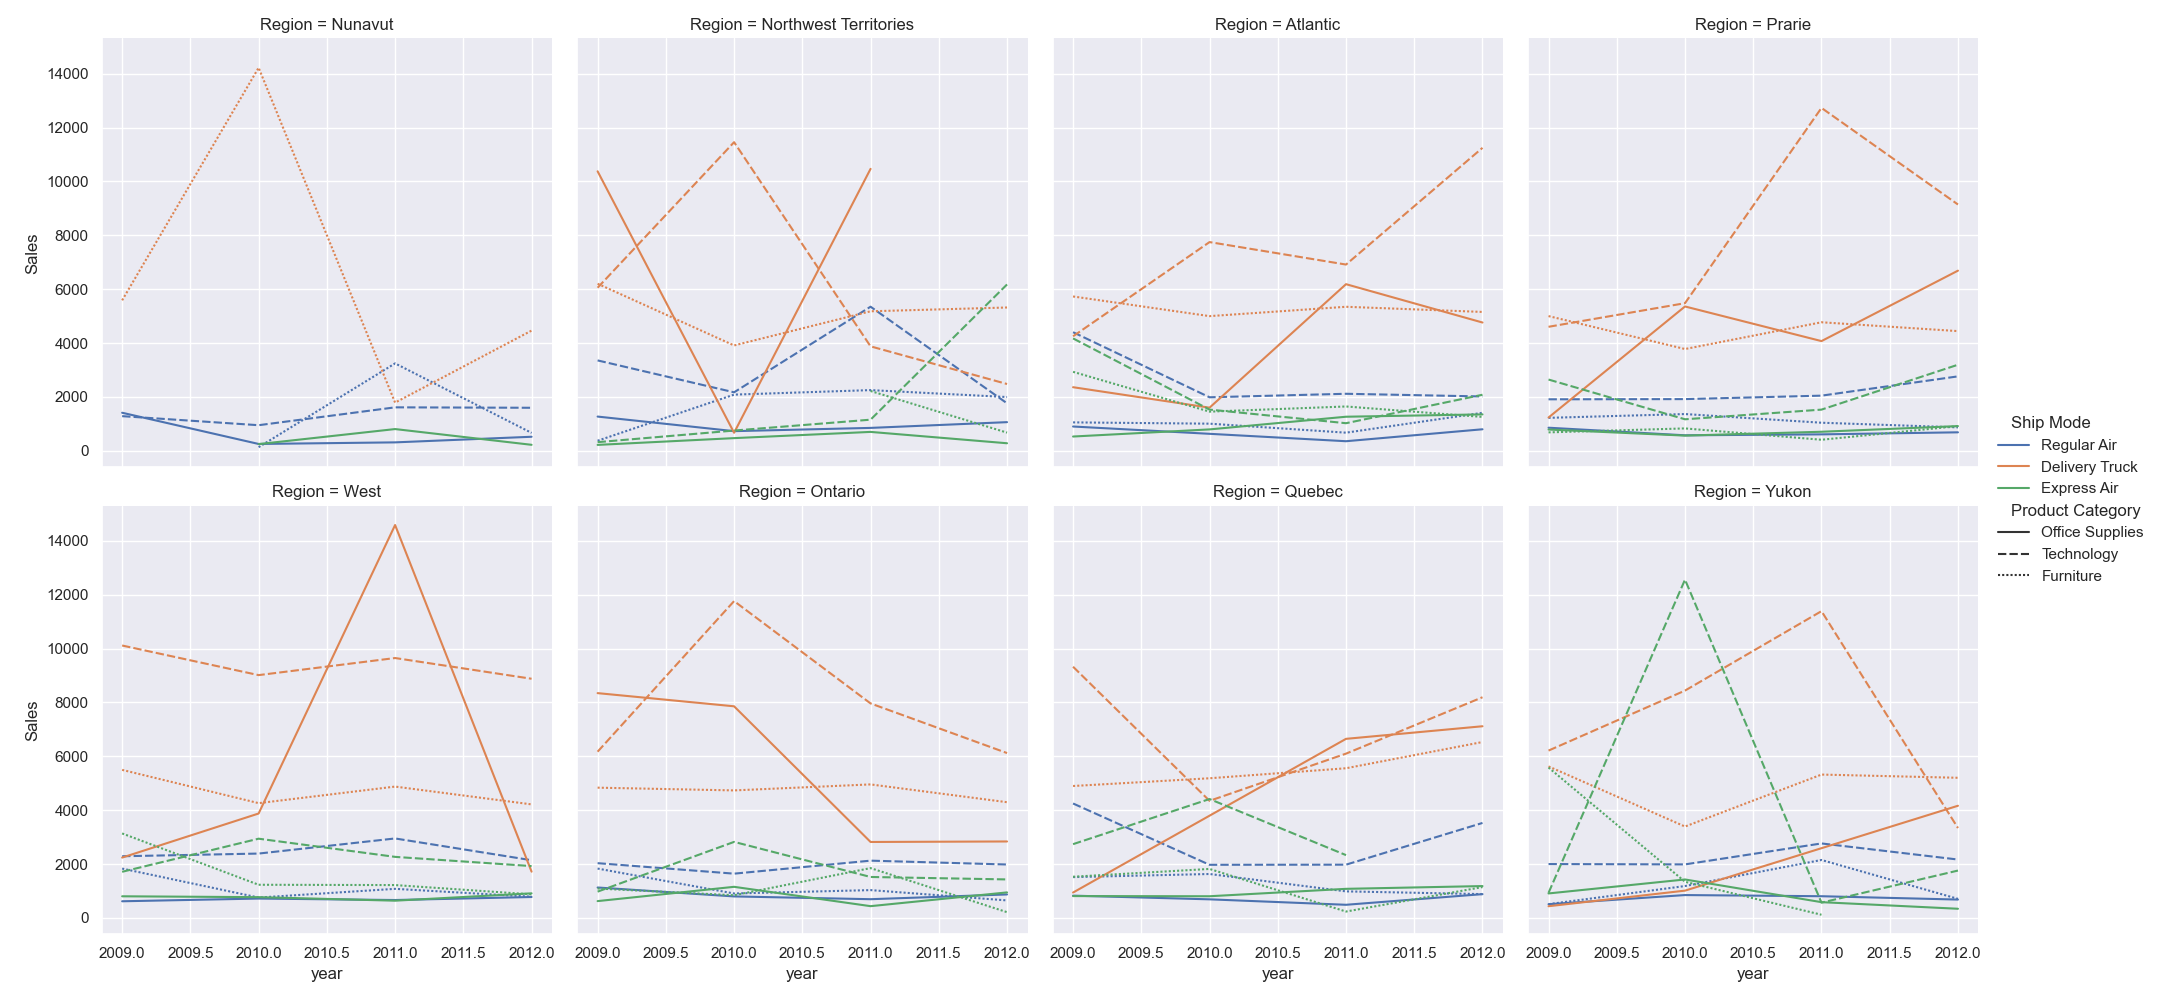 Region = Nunavut
Region = Northwest Territories
Region = Atlantic
Region = Prarie
14000
12000
10000
8000
6000
4000
2000
0
Sales
Region = West
Region = Ontario
Region = Quebec
Region = Yukon
14000
12000
10000
8000
6000
4000
2000
0
Sales
2009.0 2009.5 2010.0 2010.5 2011.0 2011.5 2012.0
year
2009.0 2009.5 2010.0 2010.5 2011.0 2011.5 2012.0
year
2009.0 2009.5 2010.0 2010.5 2011.0 2011.5 2012.0
year
2009.0 2009.5 2010.0 2010.5 2011.0 2011.5 2012.0
year
Ship Mode
Regular Air
Delivery Truck
Express Air
Product Category
Office Supplies
Technology
Furniture